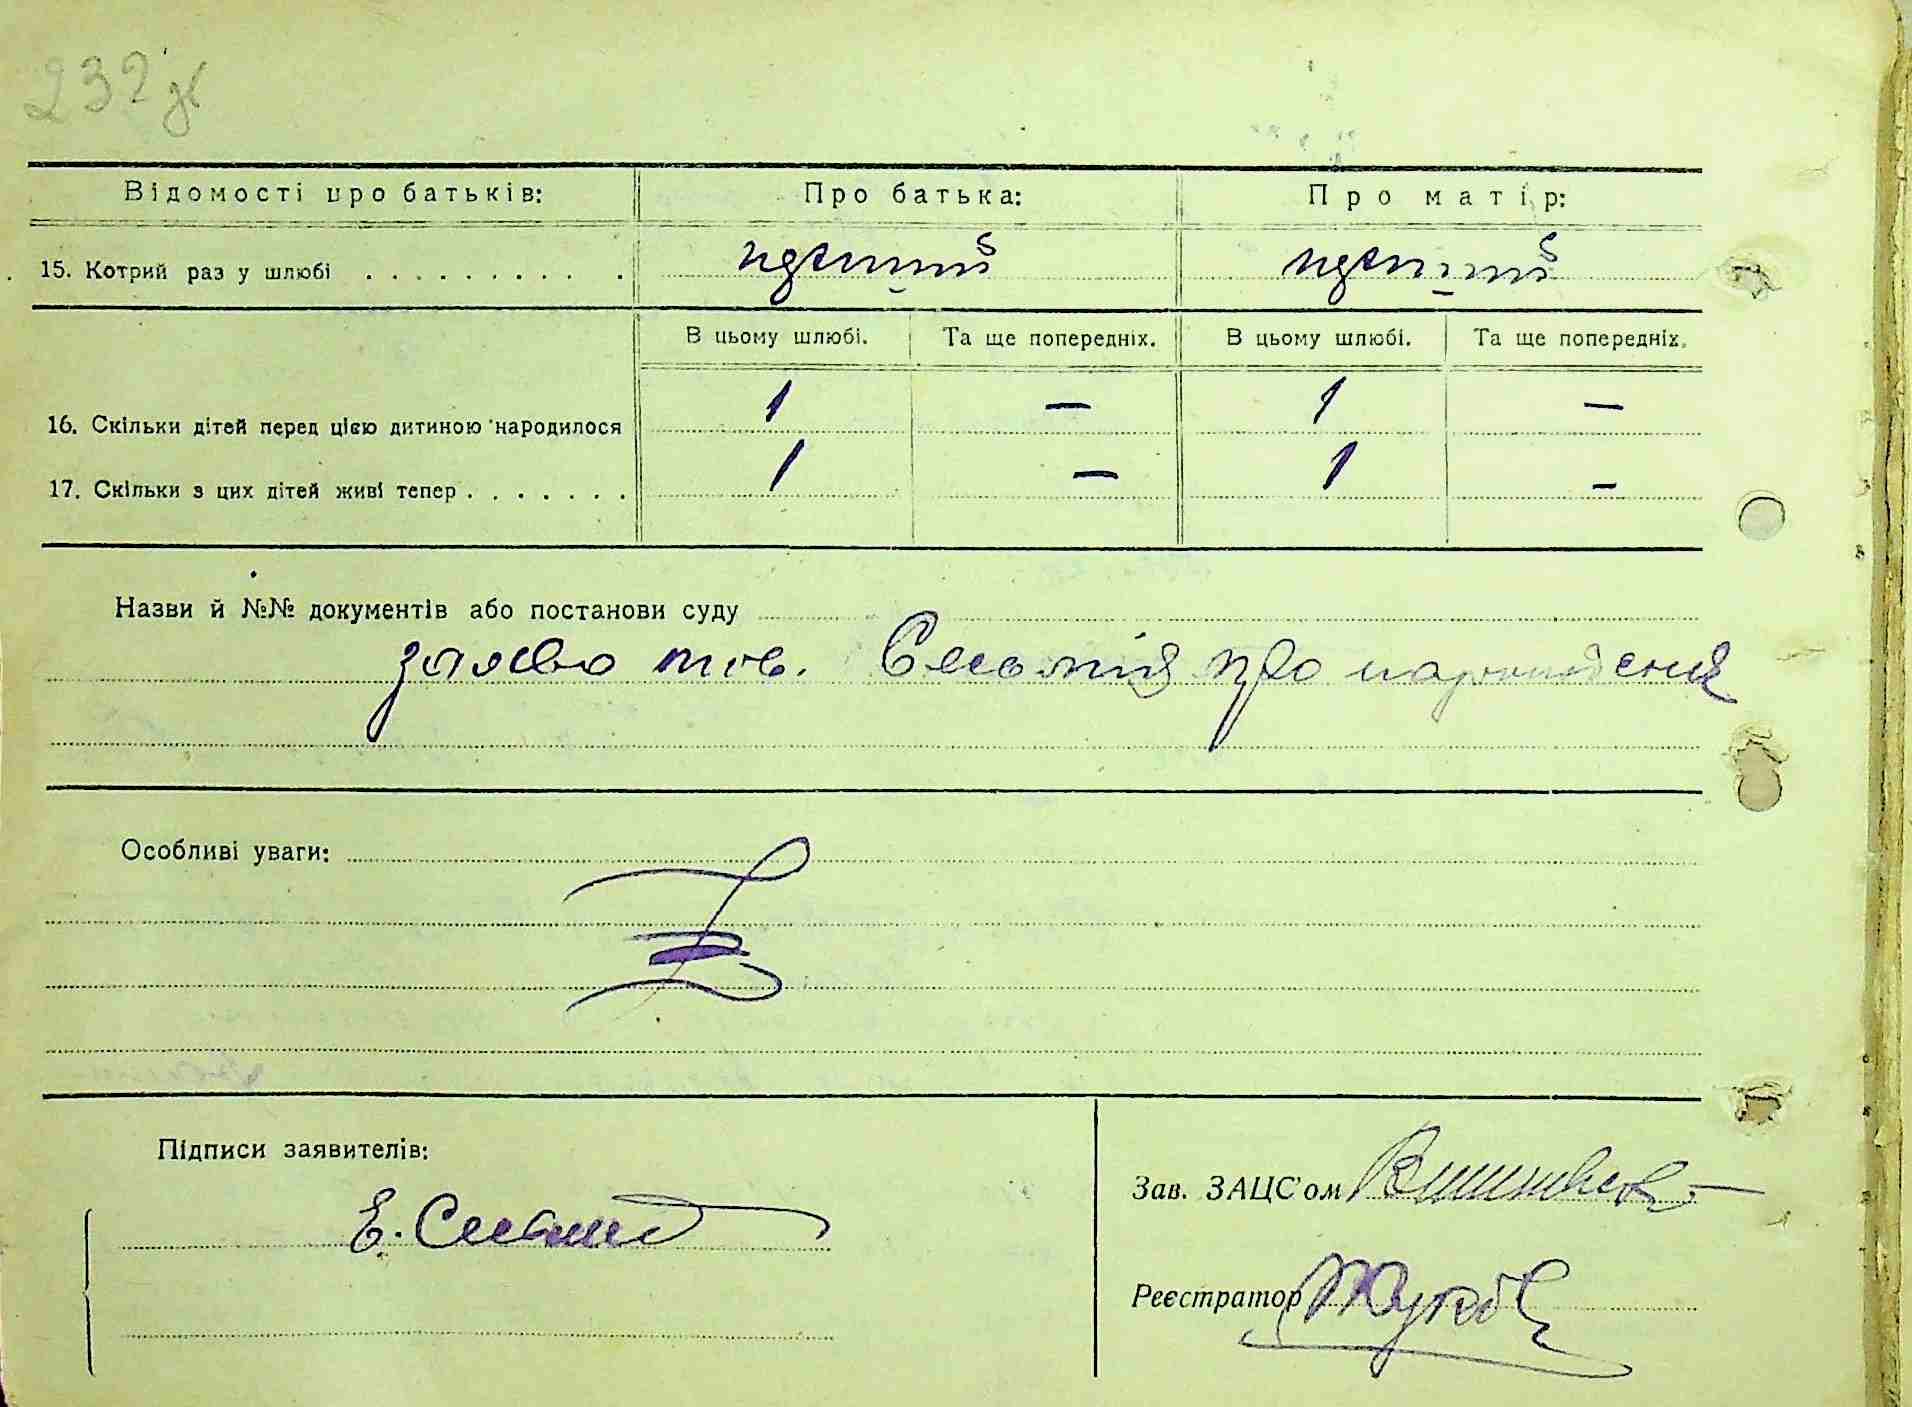 232
Відомості про батьків: Про батька: Про матір:
15. Котрий раз у шлюбі . . . . . . . . . . перший перший
В цьому шлюбі. Та ще попередніх. В цьому шлюбі. Та ще попередніх.
16. Скільки дітей перед цією дитиною народилося 1 — 1 —
17. Скільки з цих дітей живі тепер . . . . . . . 1 — 1 —
Назви й №№ документів або постанови суду
заява тов. про народження
Особливі уваги:
Підписи заявителів:
Зав. ЗАЦС'ом
Е.
Реєстратор